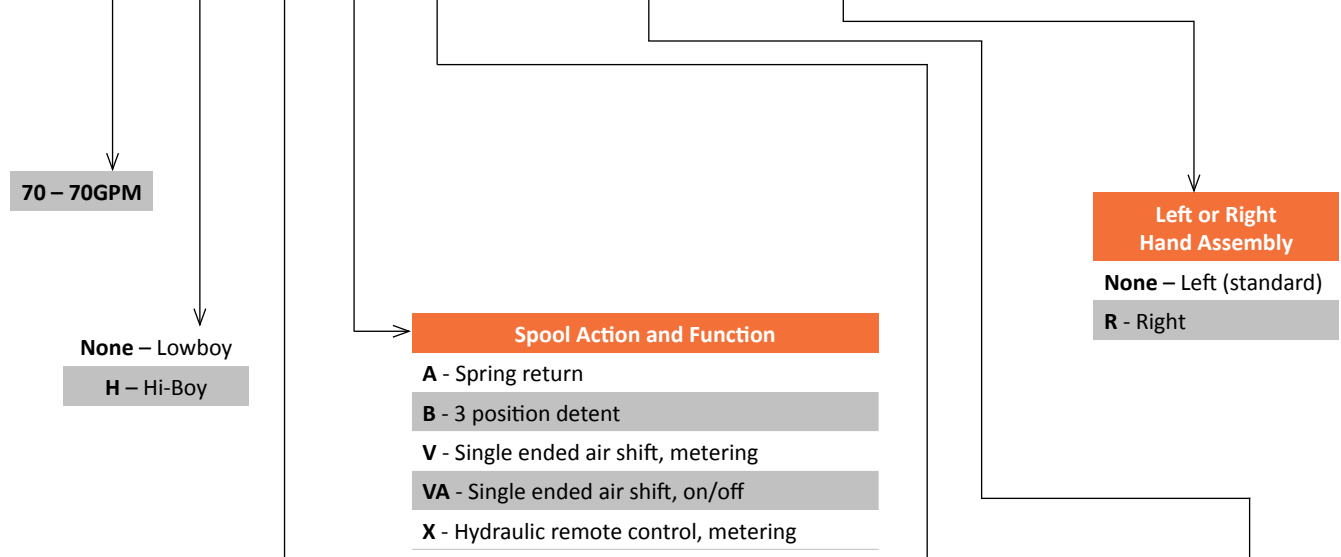 70 – 70GPM
None – Lowboy
H – Hi-Boy
Spool Action and Function
A - Spring return
B - 3 position detent
V - Single ended air shift, metering
VA - Single ended air shift, on/off
X - Hydraulic remote control, metering
Left or Right
Hand Assembly
None – Left (standard)
R - Right